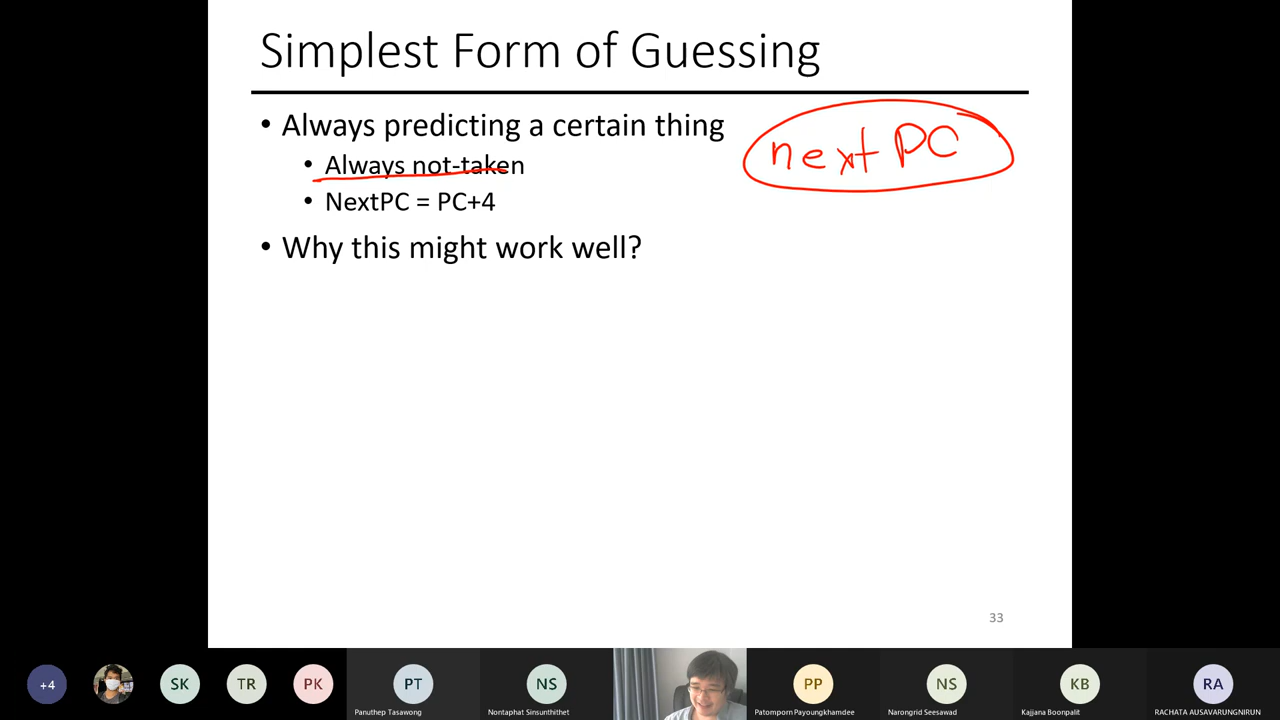 Simplest Form of Guessing
• Always predicting a certain thing
next PC
• Always not-taken
• NextPC = PC+4
• Why this might work well?
33
+4
SK
TR
PK
PT
NS
PP
NS
KB
RA
Panuthep Tasawong
Nontaphat Sinsunthithet
Patomporn Payoungkhamdee
Narongrid Seesawad
Kajjana Boonpalit
RACHATA AUSAVARUNGNIRUN